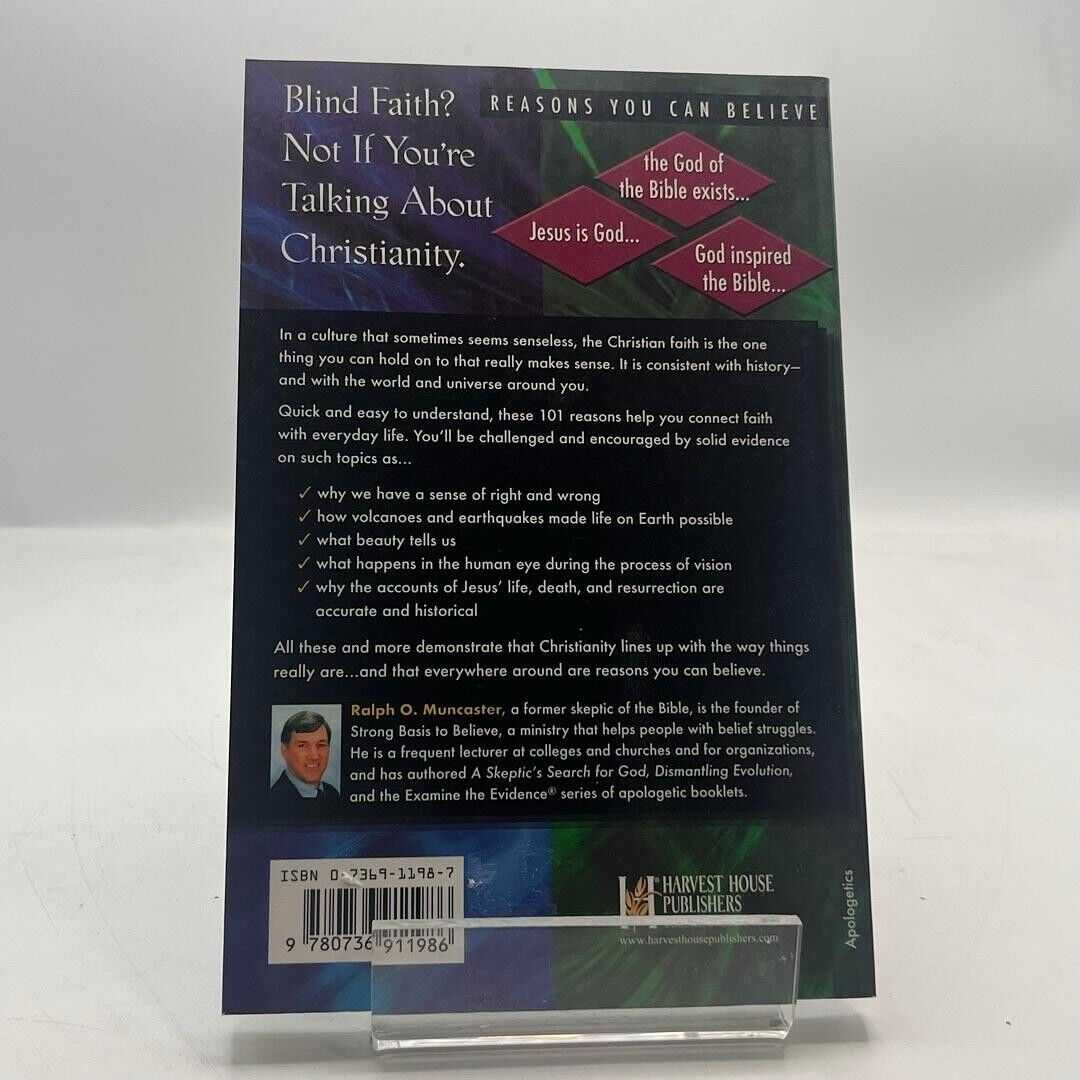 Blind Faith?
Not If You're
Talking About
Christianity.
REASONS YOU CAN BELIEVE
the God of
the Bible exists...
Jesus is God...
God inspired
the Bible...
In a culture that sometimes seems senseless, the Christian faith is the one
thing you can hold on to that really makes sense. It is consistent with history—
and with the world and universe around you.
Quick and easy to understand, these 101 reasons help you connect faith
with everyday life. You'll be challenged and encouraged by solid evidence
on such topics as...
✓ why we have a sense of right and wrong
✓ how volcanoes and earthquakes made life on Earth possible
✓ what beauty tells us
✓ what happens in the human eye during the process of vision
✓ why the accounts of Jesus' life, death, and resurrection are
accurate and historical
All these and more demonstrate that Christianity lines up with the way things
really are...and that everywhere around are reasons you can believe.
Ralph O. Muncaster, a former skeptic of the Bible, is the founder of
Strong Basis to Believe, a ministry that helps people with belief struggles.
He is a frequent lecturer at colleges and churches and for organizations,
and has authored A Skeptic's Search for God, Dismantling Evolution,
and the Examine the Evidence® series of apologetic booklets.
ISBN 0-7369-1198-7
9 780736 911986
HARVEST HOUSE
PUBLISHERS
www.harvesthousepublishers.com
Apologetics